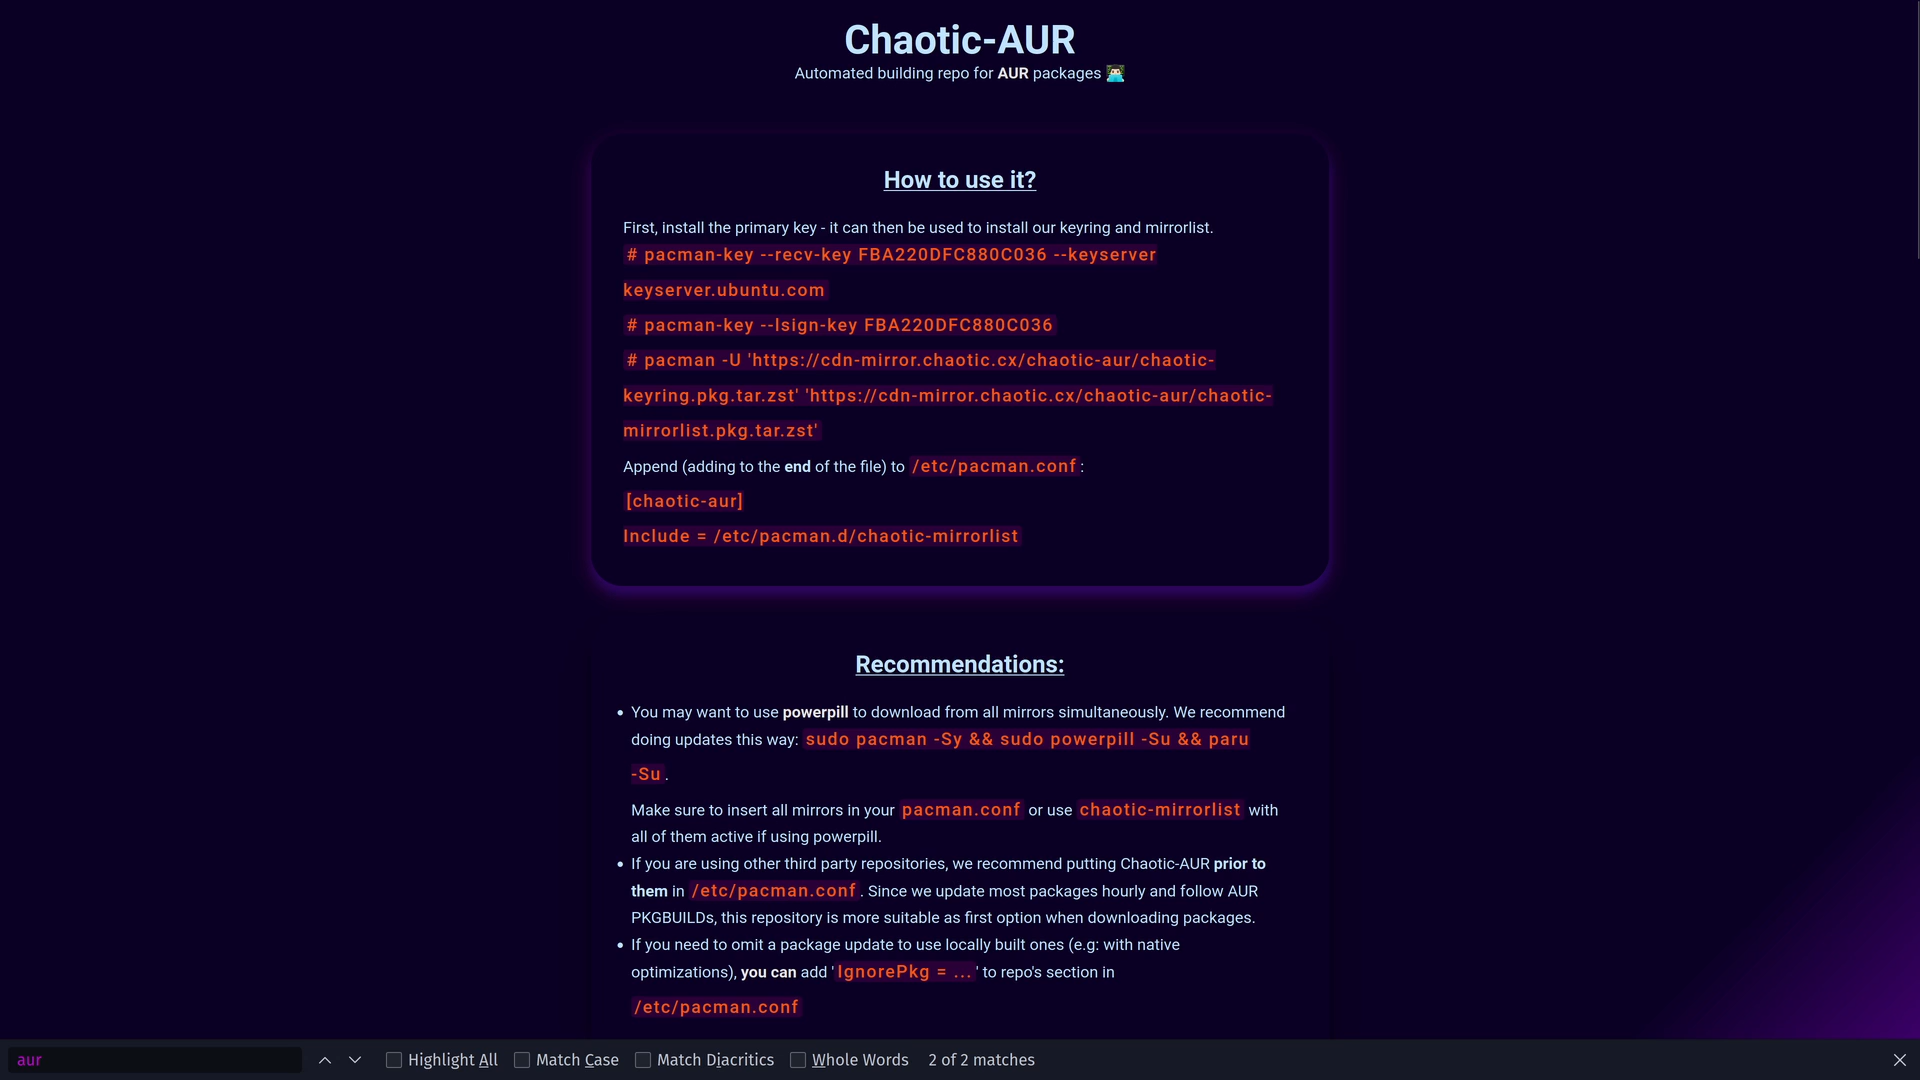 Chaotic-AUR
Automated building repo for AUR packages 👨🏻‍💻
How to use it?
First, install the primary key - it can then be used to install our keyring and mirrorlist.
# pacman-key --recv-key FBA220DFC880C036 --keyserver
keyserver.ubuntu.com
# pacman-key --lsign-key FBA220DFC880C036
# pacman -U 'https://cdn-mirror.chaotic.cx/chaotic-aur/chaotic-
keyring.pkg.tar.zst' 'https://cdn-mirror.chaotic.cx/chaotic-aur/chaotic-
mirrorlist.pkg.tar.zst'
Append (adding to the end of the file) to /etc/pacman.conf :
[chaotic-aur]
Include = /etc/pacman.d/chaotic-mirrorlist
Recommendations:
• You may want to use powerpill to download from all mirrors simultaneously. We recommend
doing updates this way: sudo pacman -Sy && sudo powerpill -Su && paru
-Su .
Make sure to insert all mirrors in your pacman.conf or use chaotic-mirrorlist with
all of them active if using powerpill.
• If you are using other third party repositories, we recommend putting Chaotic-AUR prior to
them in /etc/pacman.conf . Since we update most packages hourly and follow AUR
PKGBUILDs, this repository is more suitable as first option when downloading packages.
• If you need to omit a package update to use locally built ones (e.g: with native
optimizations), you can add ' IgnorePkg = ... ' to repo's section in
/etc/pacman.conf
aur Highlight All Match Case Match Diacritics Whole Words 2 of 2 matches